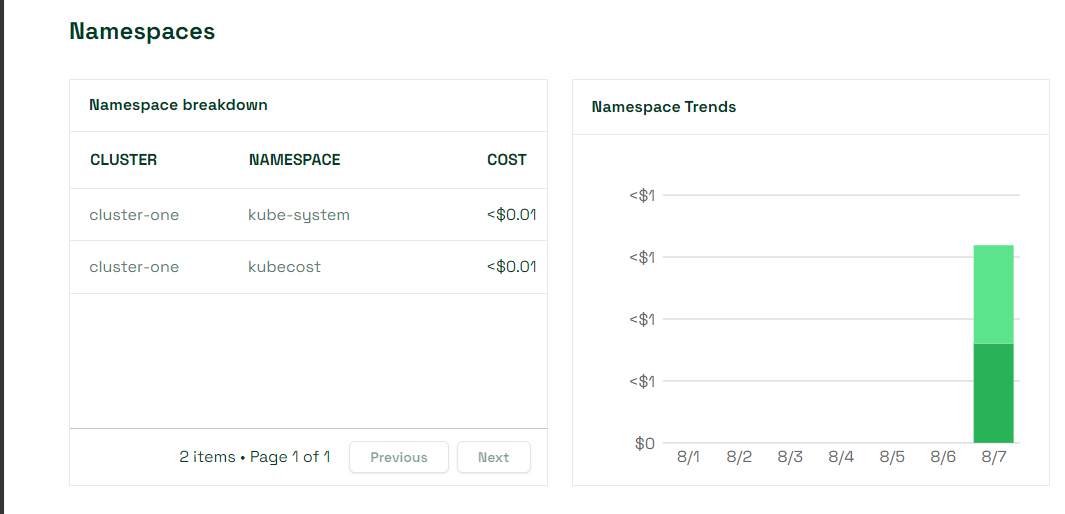 Namespaces
Namespace breakdown
CLUSTER NAMESPACE COST
cluster-one kube-system <$0.01
cluster-one kubecost <$0.01
2 items • Page 1 of 1 Previous Next
Namespace Trends
<$1
<$1
<$1
<$1
$0
8/1 8/2 8/3 8/4 8/5 8/6 8/7